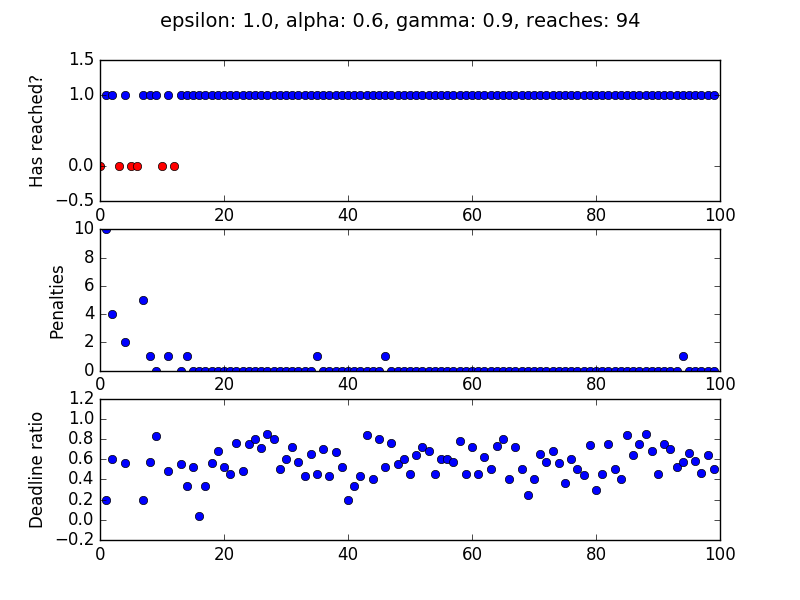 epsilon: 1.0, alpha: 0.6, gamma: 0.9, reaches: 94
1.5
1.0
0.0
−0.5
Has reached?
0 20 40 60 80 100
10
8
6
4
2
0
Penalties
0 20 40 60 80 100
1.2
1.0
0.8
0.6
0.4
0.2
0.0
−0.2
Deadline ratio
0 20 40 60 80 100